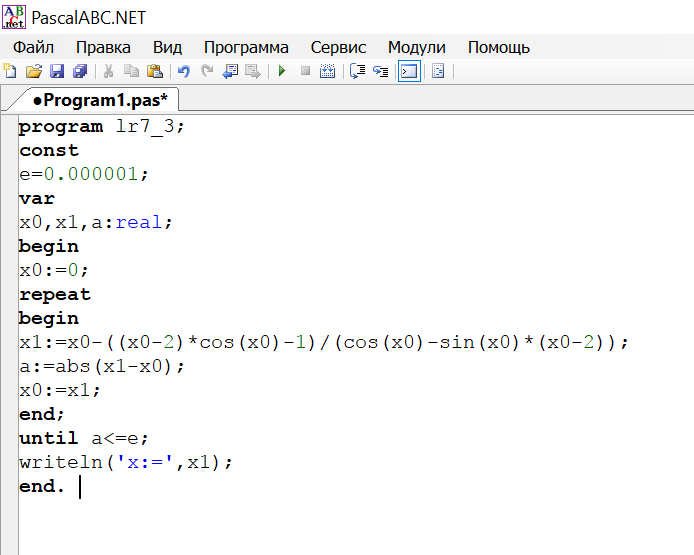 PascalABC.NET
Файл Правка Вид Программа Сервис Модули Помощь
●Program1.pas*
program lr7_3;
const
e=0.000001;
var
x0,x1,a:real;
begin
x0:=0;
repeat
begin
x1:=x0-((x0-2)*cos(x0)-1)/(cos(x0)-sin(x0)*(x0-2));
a:=abs(x1-x0);
x0:=x1;
end;
until a<=e;
writeln('x:=',x1);
end.